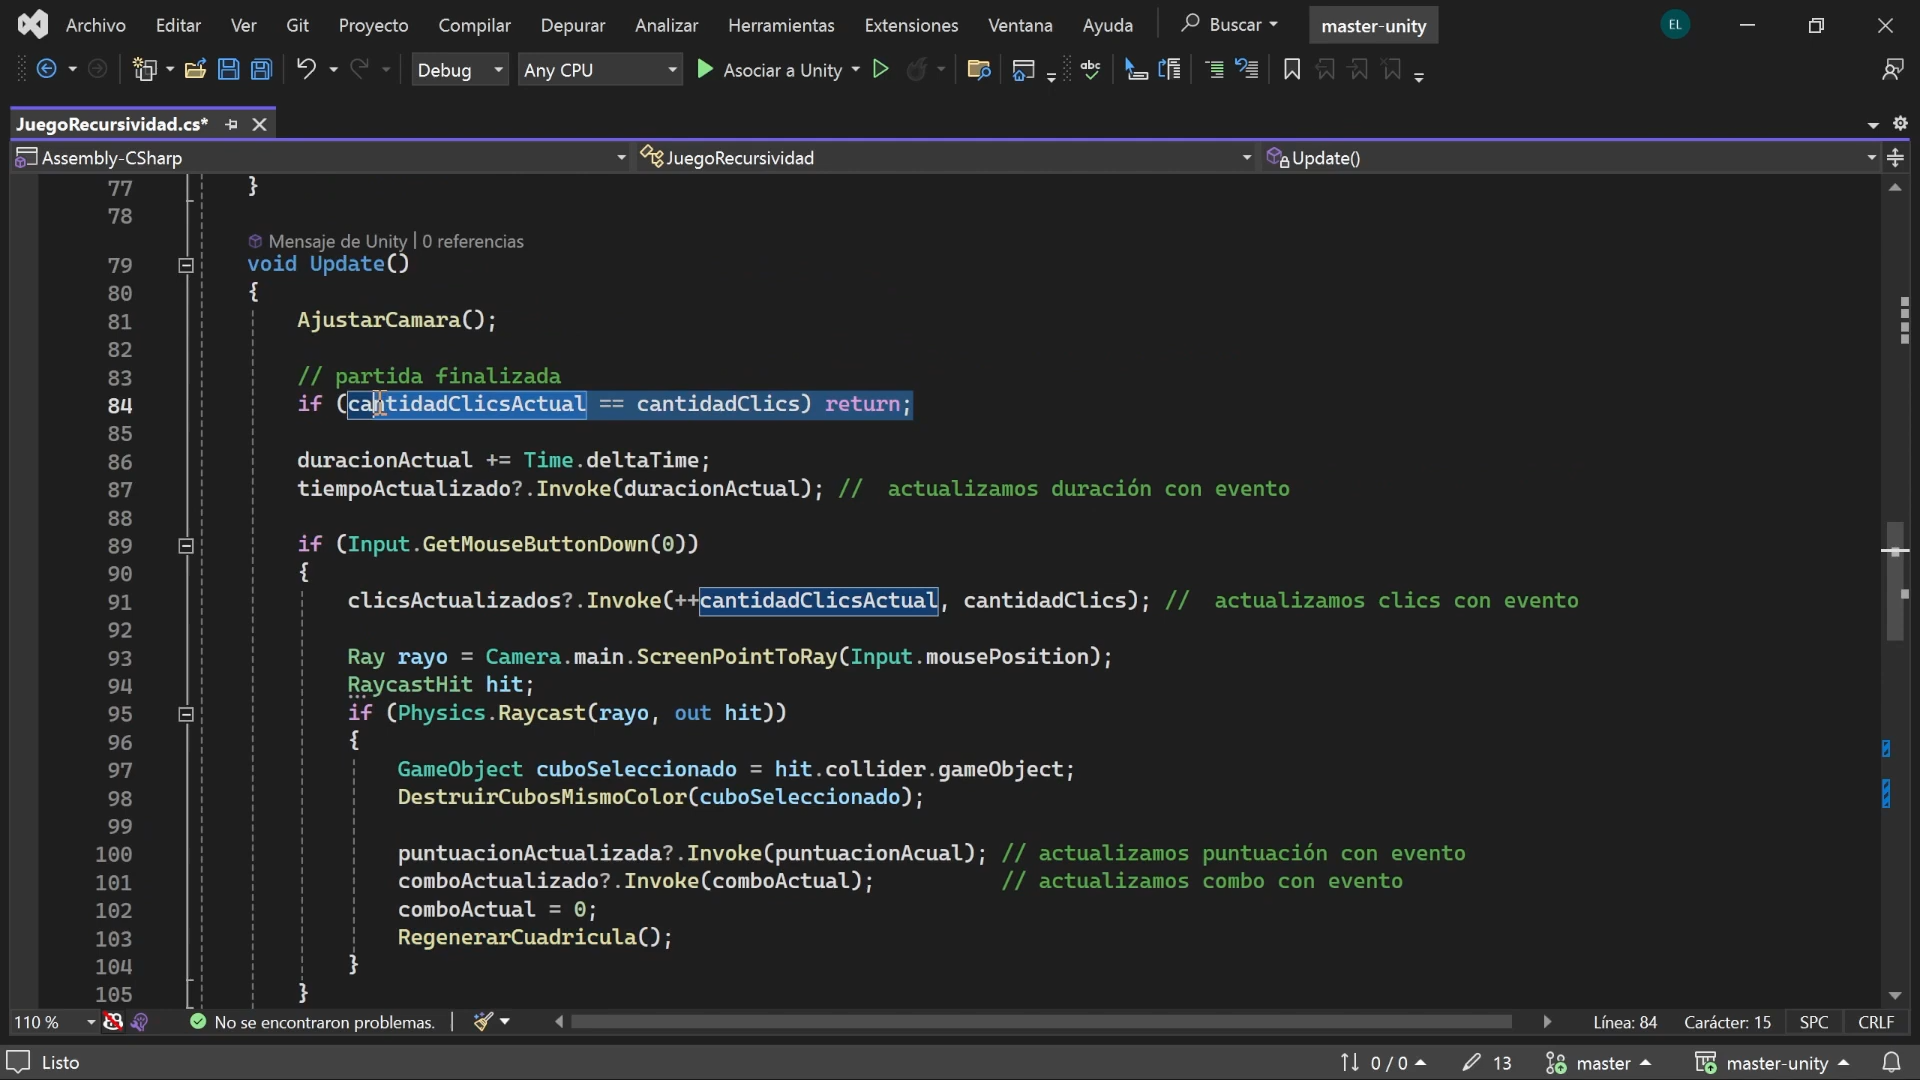 Archivo Editar Ver Git Proyecto Compilar Depurar Analizar Herramientas Extensiones Ventana Ayuda Buscar master-unity EL
Debug Any CPU Asociar a Unity abc
JuegoRecursividad.cs*
Assembly-CSharp JuegoRecursividad Update()
77 }
78
Mensaje de Unity | 0 referencias
79 void Update()
80 {
81 AjustarCamara();
82
83 // partida finalizada
84 if (cantidadClicsActual == cantidadClics) return;
85
86 duracionActual += Time.deltaTime;
87 tiempoActualizado?.Invoke(duracionActual); //  actualizamos duración con evento
88
89 if (Input.GetMouseButtonDown(0))
90 {
91 clicsActualizados?.Invoke(++cantidadClicsActual, cantidadClics); //  actualizamos clics con evento
92
93 Ray rayo = Camera.main.ScreenPointToRay(Input.mousePosition);
94 RaycastHit hit;
95 if (Physics.Raycast(rayo, out hit))
96 {
97 GameObject cuboSeleccionado = hit.collider.gameObject;
98 DestruirCubosMismoColor(cuboSeleccionado);
99
100 puntuacionActualizada?.Invoke(puntuacionAcual); // actualizamos puntuación con evento
101 comboActualizado?.Invoke(comboActual); // actualizamos combo con evento
102 comboActual = 0;
103 RegenerarCuadricula();
104 }
105 }
110 % No se encontraron problemas. Línea: 84 Carácter: 15 SPC CRLF
Listo 0 / 0 13 master master-unity